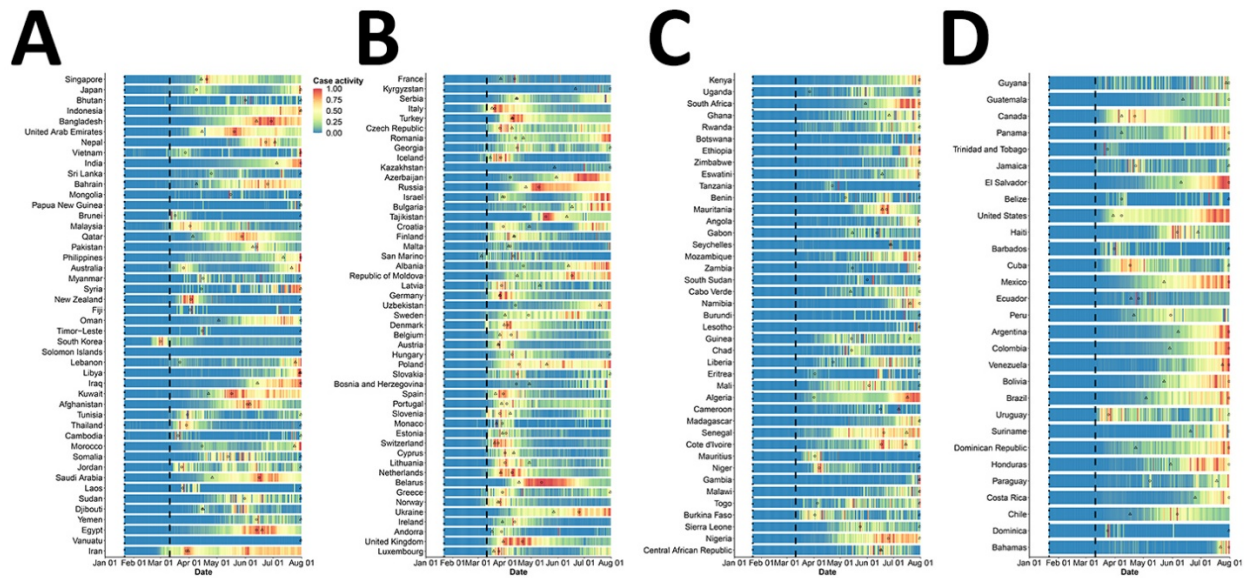 A
B
C
D
Case activity
1.00
0.75
0.50
0.25
0.00
Singapore
Japan
Bhutan
Indonesia
Bangladesh
United Arab Emirates
Nepal
Vietnam
India
Sri Lanka
Bahrain
Mongolia
Papua New Guinea
Brunei
Malaysia
Qatar
Pakistan
Philippines
Australia
Myanmar
Syria
New Zealand
Fiji
Oman
Timor-Leste
South Korea
Solomon Islands
Lebanon
Libya
Iraq
Kuwait
Afghanistan
Tunisia
Thailand
Cambodia
Morocco
Somalia
Jordan
Saudi Arabia
Laos
Sudan
Djibouti
Yemen
Egypt
Vanuatu
Iran
Jan 01 Feb 01 Mar 01 Apr 01 May 01 Jun 01 Jul 01 Aug 01
Date
France
Kyrgyzstan
Serbia
Italy
Turkey
Czech Republic
Romania
Georgia
Iceland
Kazakhstan
Azerbaijan
Russia
Israel
Bulgaria
Tajikistan
Croatia
Finland
Malta
San Marino
Albania
Republic of Moldova
Latvia
Germany
Uzbekistan
Sweden
Denmark
Belgium
Austria
Hungary
Poland
Slovakia
Bosnia and Herzegovina
Spain
Portugal
Slovenia
Monaco
Estonia
Switzerland
Cyprus
Lithuania
Netherlands
Belarus
Greece
Norway
Ukraine
Ireland
Andorra
United Kingdom
Luxembourg
Jan 01 Feb 01 Mar 01 Apr 01 May 01 Jun 01 Jul 01 Aug 01
Date
Kenya
Uganda
South Africa
Ghana
Rwanda
Botswana
Ethiopia
Zimbabwe
Eswatini
Tanzania
Benin
Mauritania
Angola
Gabon
Seychelles
Mozambique
Zambia
South Sudan
Cabo Verde
Namibia
Burundi
Lesotho
Guinea
Chad
Liberia
Eritrea
Mali
Algeria
Cameroon
Madagascar
Senegal
Cote d'Ivoire
Mauritius
Niger
Gambia
Malawi
Togo
Burkina Faso
Sierra Leone
Nigeria
Central African Republic
Jan 01 Feb 01 Mar 01 Apr 01 May 01 Jun 01 Jul 01 Aug 01
Date
Guyana
Guatemala
Canada
Panama
Trinidad and Tobago
Jamaica
El Salvador
Belize
United States
Haiti
Barbados
Cuba
Mexico
Ecuador
Peru
Argentina
Colombia
Venezuela
Bolivia
Brazil
Uruguay
Suriname
Dominican Republic
Honduras
Paraguay
Costa Rica
Chile
Dominica
Bahamas
Jan 01 Feb 01 Mar 01 Apr 01 May 01 Jun 01 Jul 01 Aug 01
Date